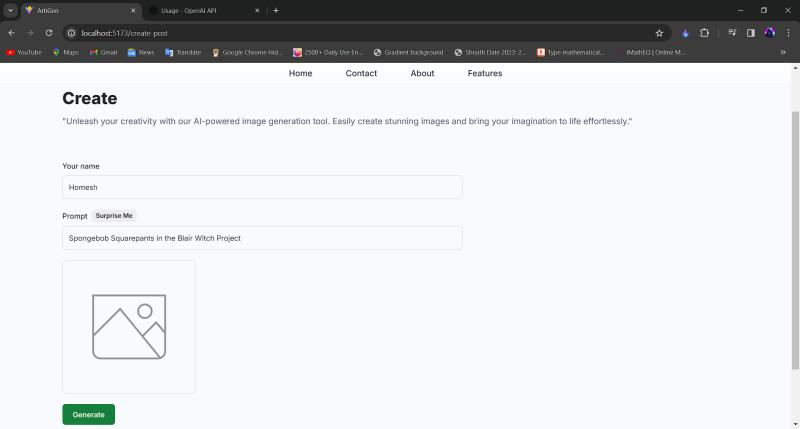 ArtiGen
Usage - OpenAI API
localhost:5173/create-post
YouTube Maps Gmail News Translate Google Chrome Hid... 2500+ Daily Use En... Gradient background Shradh Date 2023: 2... Type mathematical... iMathEQ | Online M...
Home Contact About Features
Create
"Unleash your creativity with our AI-powered image generation tool. Easily create stunning images and bring your imagination to life effortlessly."
Your name
Homesh
Prompt Surprise Me
Spongebob Squarepants in the Blair Witch Project
Generate